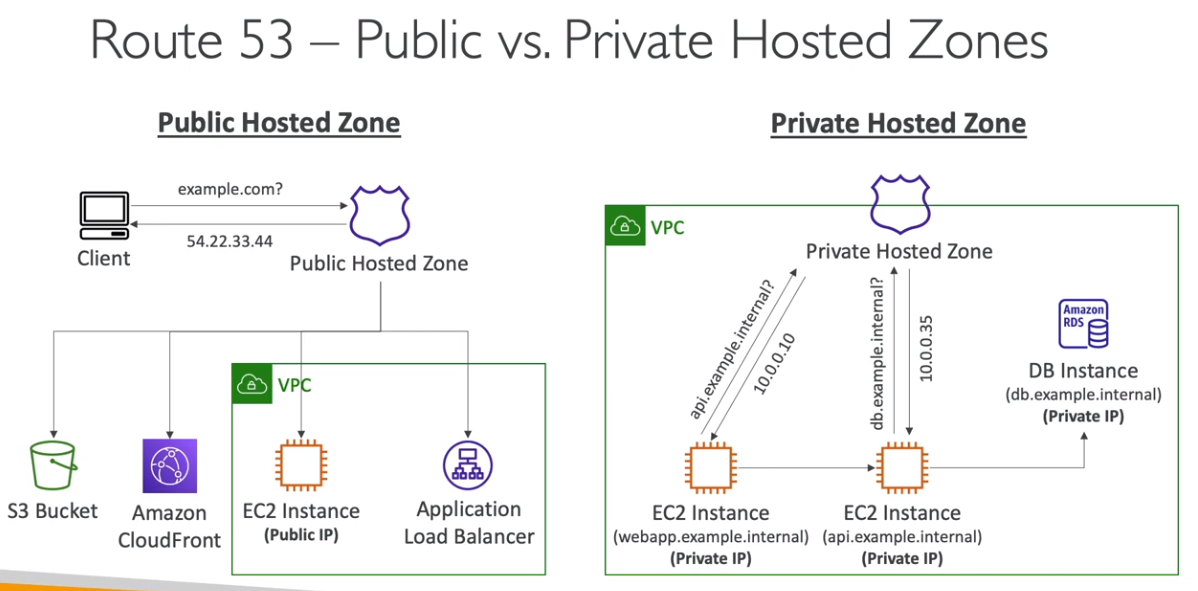 Route 53 – Public vs. Private Hosted Zones
Public Hosted Zone
example.com?
54.22.33.44
Client
Public Hosted Zone
VPC
S3 Bucket
Amazon
CloudFront
EC2 Instance
(Public IP)
Application
Load Balancer
Private Hosted Zone
VPC
Private Hosted Zone
api.example.internal?
10.0.0.10
db.example.internal?
10.0.0.35
Amazon
RDS
DB Instance
(db.example.internal)
(Private IP)
EC2 Instance
(webapp.example.internal)
(Private IP)
EC2 Instance
(api.example.internal)
(Private IP)